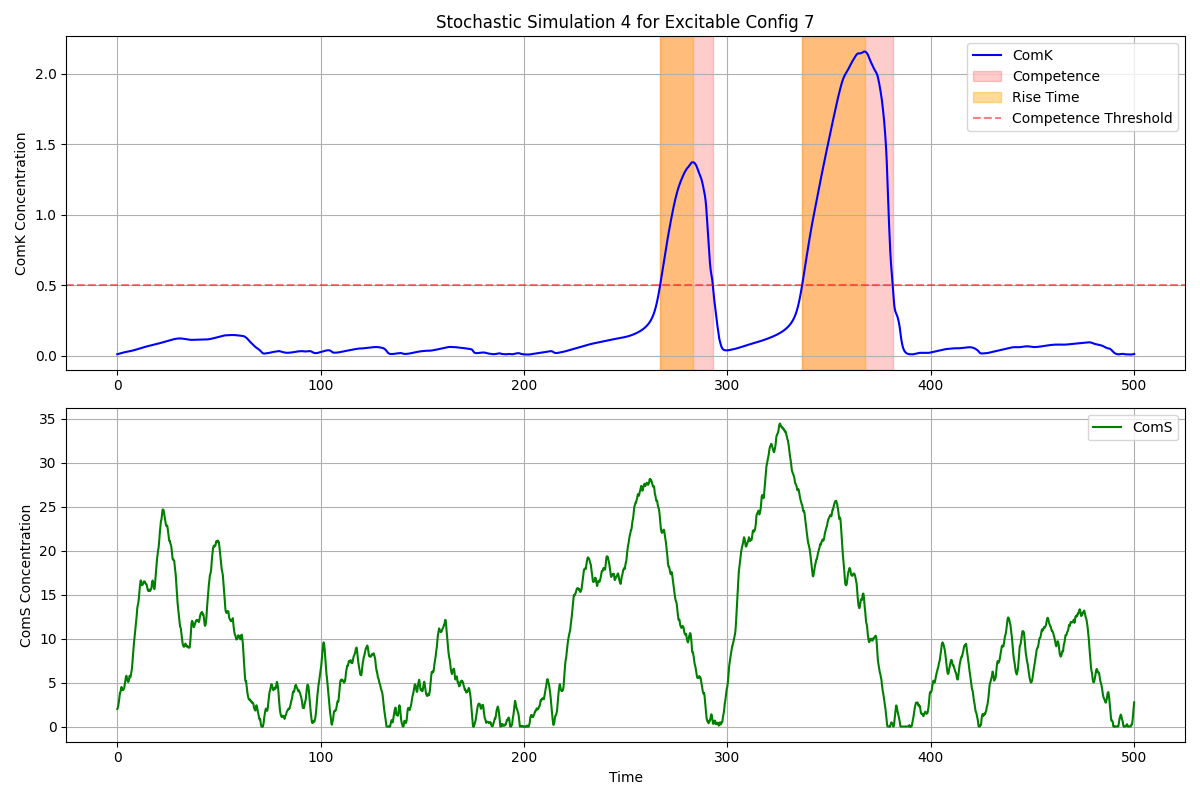 Stochastic Simulation 4 for Excitable Config 7
ComK Concentration
2.0
1.5
1.0
0.5
0.0
ComK
Competence
Rise Time
Competence Threshold
0 100 200 300 400 500
ComS Concentration
35
30
25
20
15
10
5
0
ComS
0 100 200 300 400 500
Time